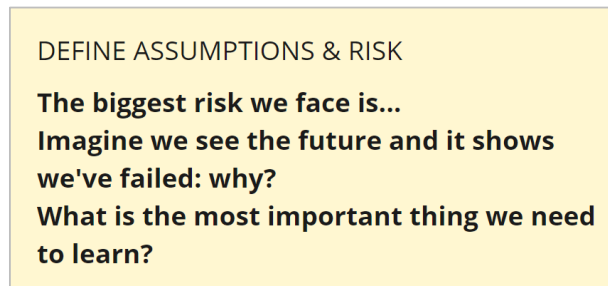 DEFINE ASSUMPTIONS & RISK
The biggest risk we face is...
Imagine we see the future and it shows
we've failed: why?
What is the most important thing we need
to learn?